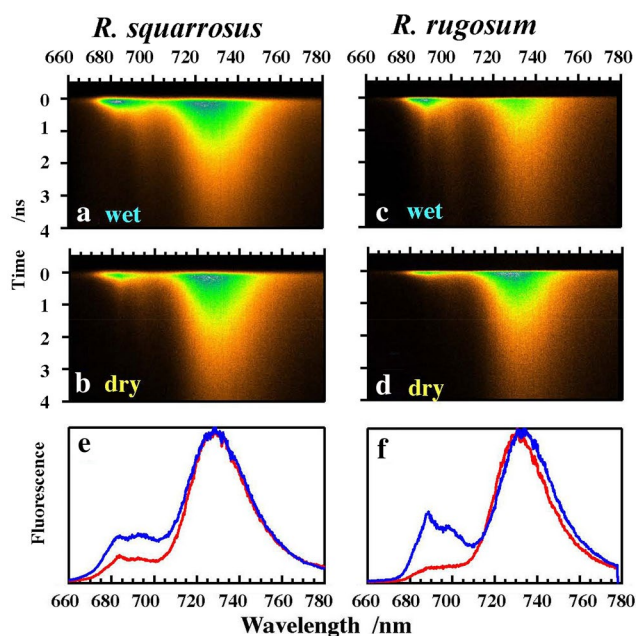 R. squarrosus R. rugosum
660 680 700 720 740 760 780 660 680 700 720 740 760 780
0
1
2
3
4
a wet
c wet
Time /ns
0
1
2
3
4
b dry
d dry
e
f
Fluorescence
660 680 700 720 740 760 780 660 680 700 720 740 760 780
Wavelength /nm